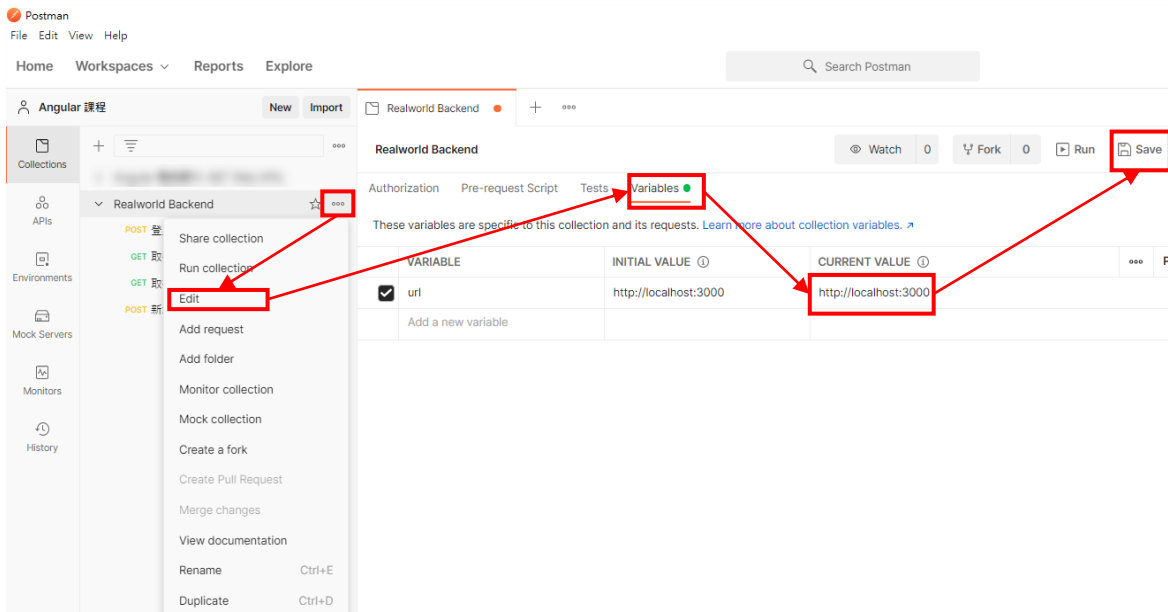 Postman
File Edit View Help
Home Workspaces Reports Explore
Search Postman
Angular 課程 New Import
Realworld Backend
Collections
APIs
Environments
Mock Servers
Monitors
History
Realworld Backend
POST 登
GET 取
GET 取
POST 新
Share collection
Run collection
Edit
Add request
Add folder
Monitor collection
Mock collection
Create a fork
Create Pull Request
Merge changes
View documentation
Rename Ctrl+E
Duplicate Ctrl+D
Realworld Backend
Watch 0 Fork 0 Run Save
Authorization Pre-request Script Tests Variables
These variables are specific to this collection and its requests. Learn more about collection variables.
VARIABLE INITIAL VALUE CURRENT VALUE
url http://localhost:3000 http://localhost:3000
Add a new variable